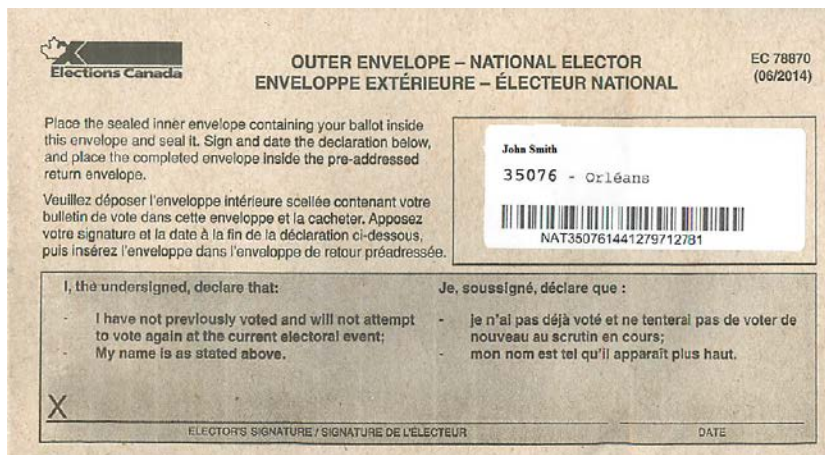 Elections Canada
OUTER ENVELOPE – NATIONAL ELECTOR
ENVELOPPE EXTÉRIEURE – ÉLECTEUR NATIONAL
EC 78870
(06/2014)
Place the sealed inner envelope containing your ballot inside
this envelope and seal it. Sign and date the declaration below,
and place the completed envelope inside the pre-addressed
return envelope.
Veuillez déposer l'enveloppe intérieure scellée contenant votre
bulletin de vote dans cette enveloppe et la cacheter. Apposez
votre signature et la date à la fin de la déclaration ci-dessous,
puis insérez l'enveloppe dans l'enveloppe de retour préadressée.
John Smith
35076 - Orléans
NAT350761441279712781
I, the undersigned, declare that:
- I have not previously voted and will not attempt
to vote again at the current electoral event;
- My name is as stated above.
Je, soussigné, déclare que :
- je n'ai pas déjà voté et ne tenterai pas de voter de
nouveau au scrutin en cours;
- mon nom est tel qu'il apparaît plus haut.
X
ELECTOR'S SIGNATURE / SIGNATURE DE L'ÉLECTEUR
DATE